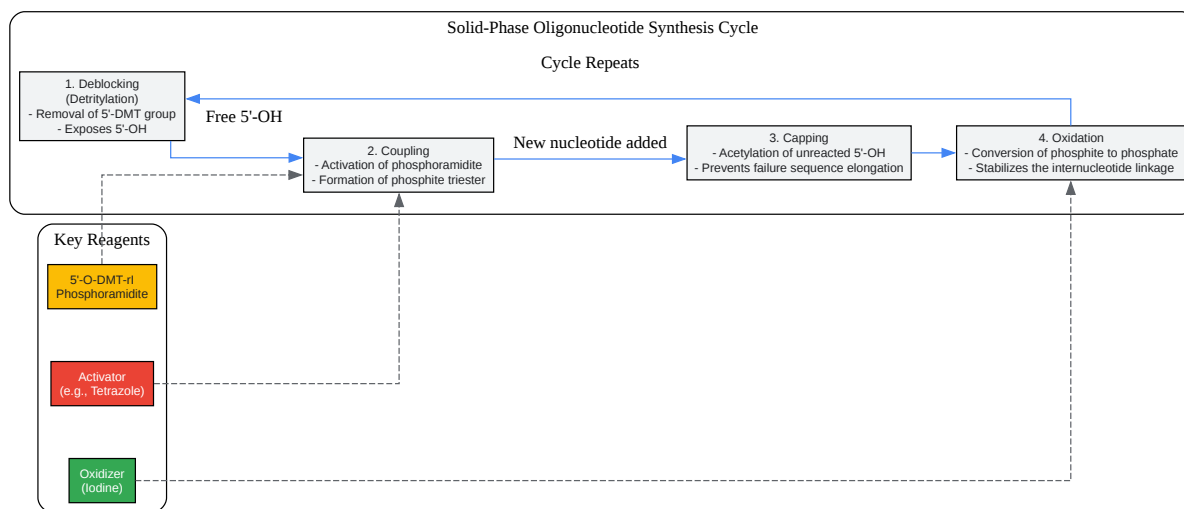 Solid-Phase Oligonucleotide Synthesis Cycle
Cycle Repeats
1. Deblocking
(Detritylation)
- Removal of 5'-DMT group
- Exposes 5'-OH
Free 5'-OH
2. Coupling
- Activation of phosphoramidite
- Formation of phosphite triester
New nucleotide added
3. Capping
- Acetylation of unreacted 5'-OH
- Prevents failure sequence elongation
4. Oxidation
- Conversion of phosphite to phosphate
- Stabilizes the internucleotide linkage
Key Reagents
5'-O-DMT-rI
Phosphoramidite
Activator
(e.g., Tetrazole)
Oxidizer
(Iodine)